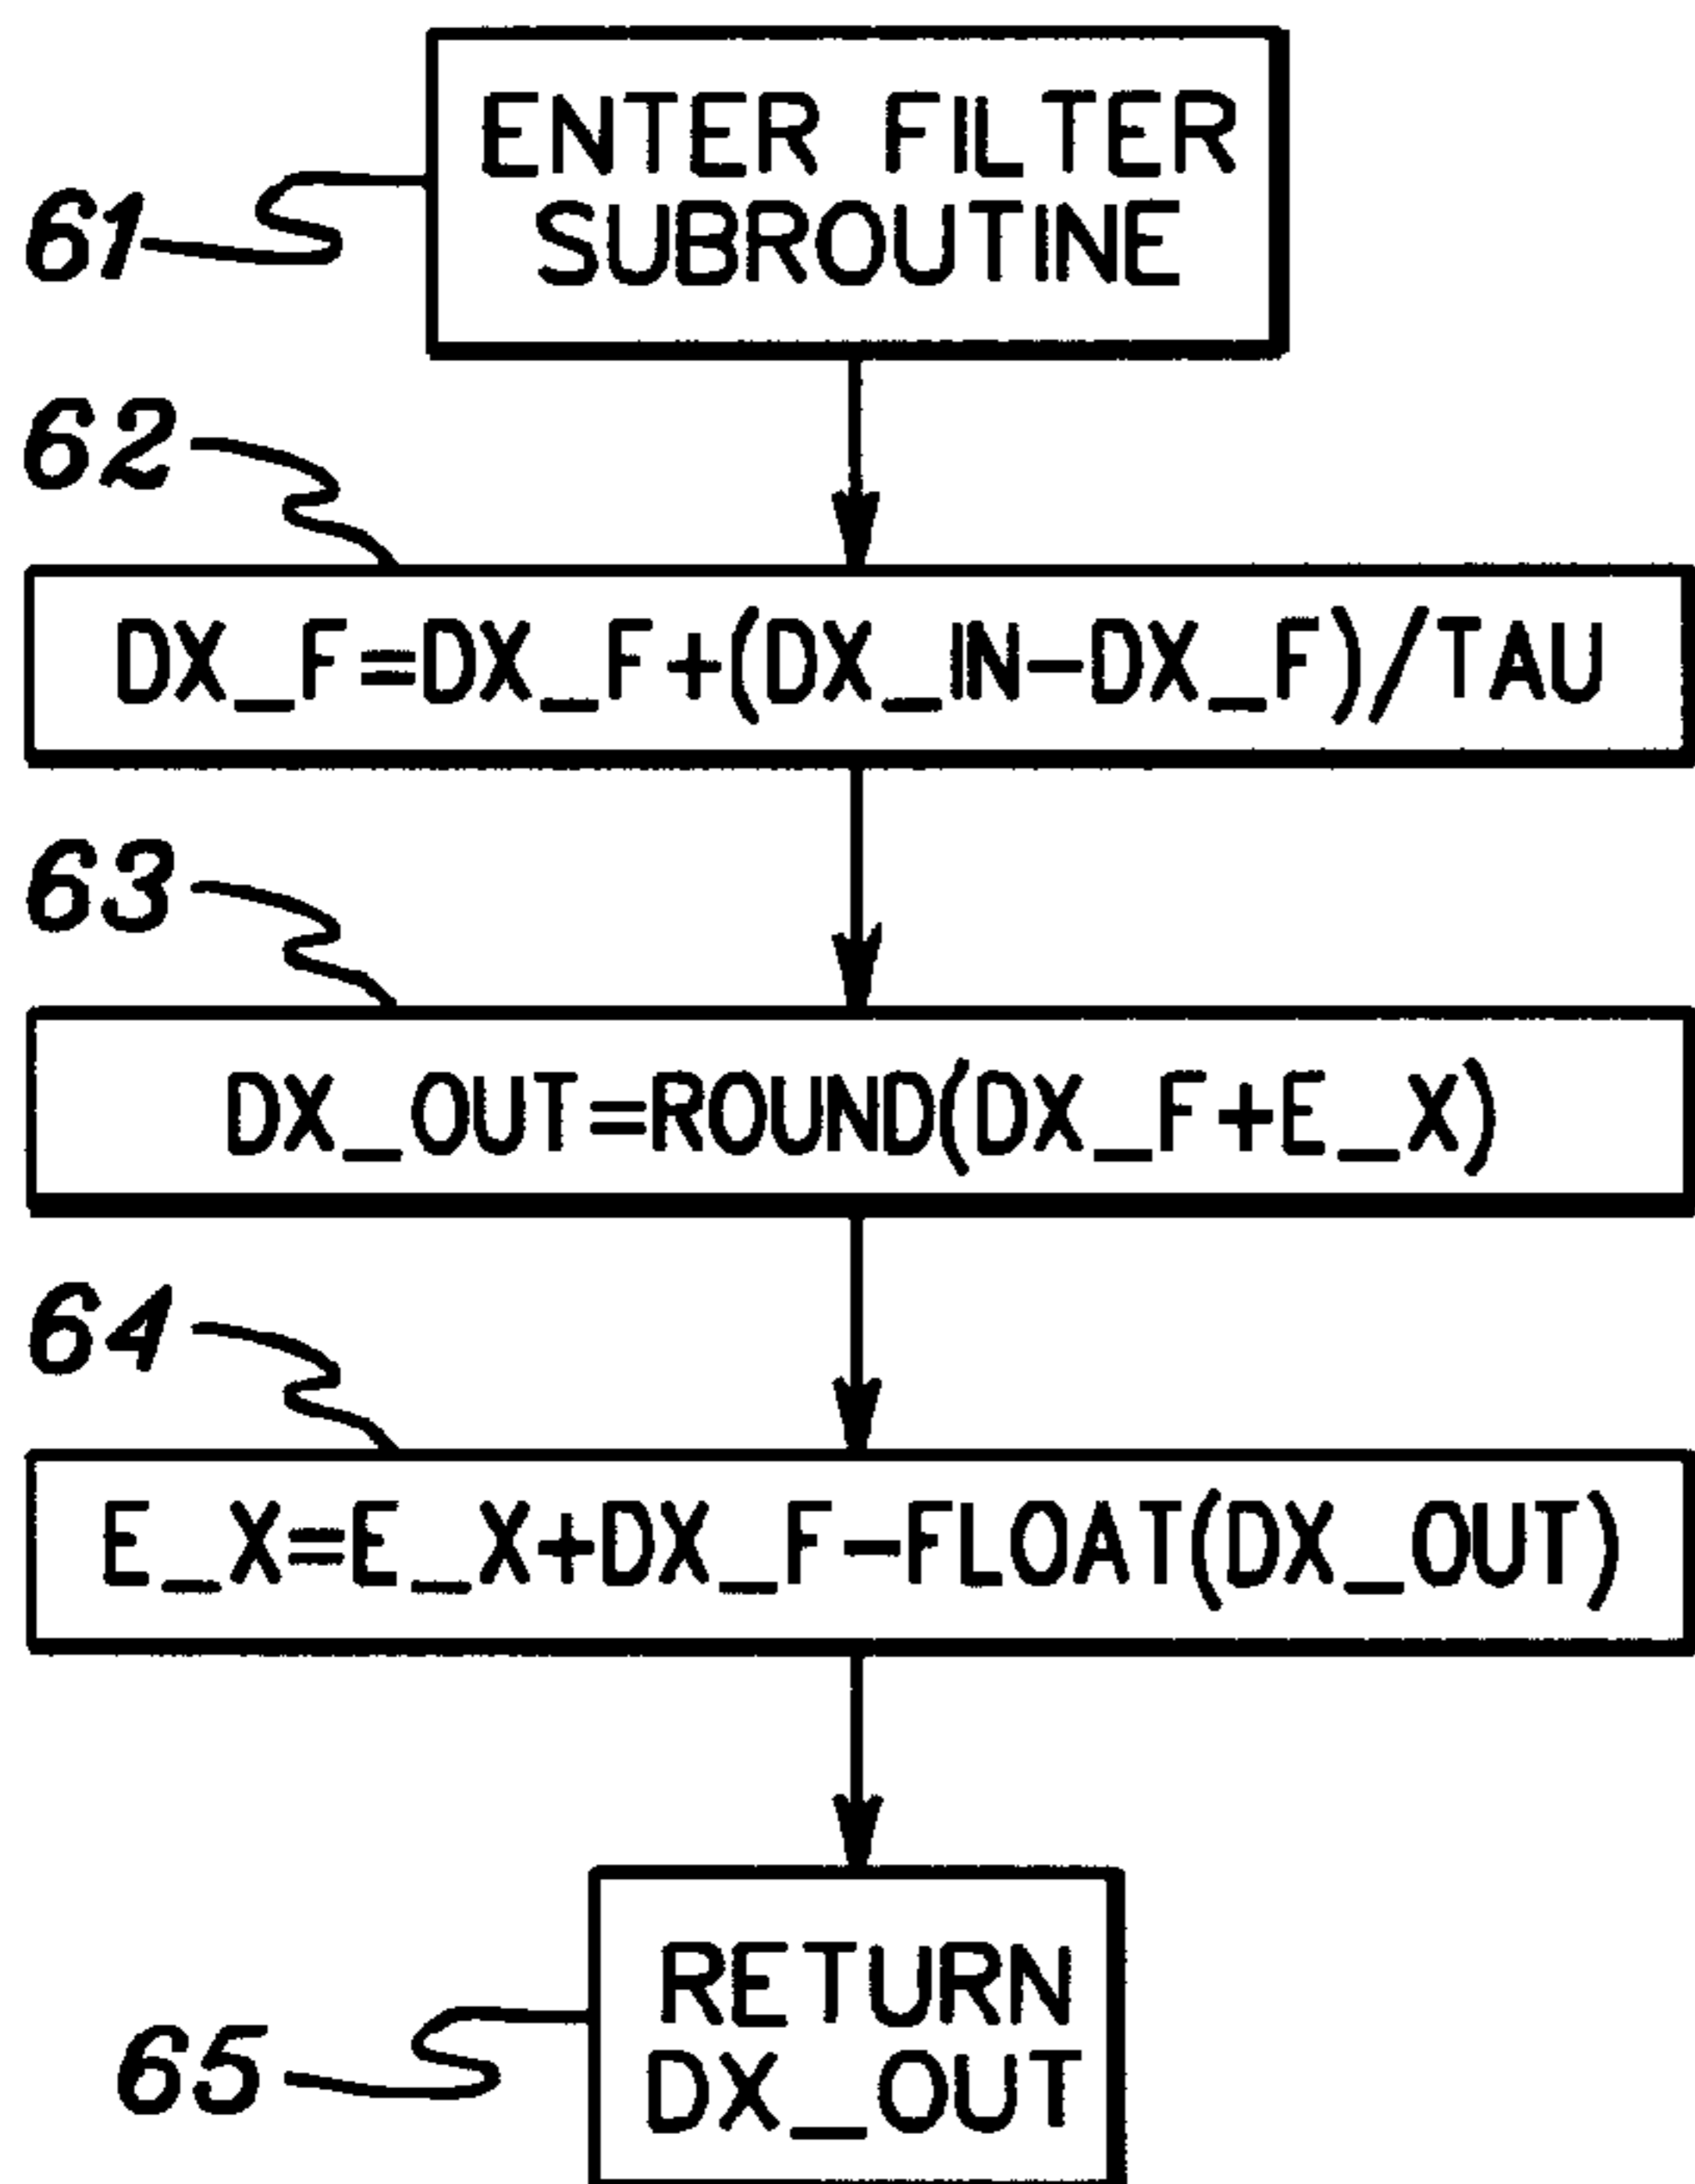 ENTER FILTER
SUBROUTINE
61
62
DX_F=DX_F+(DX_IN-DX_F)/TAU
63
DX_OUT=ROUND(DX_F+E_X)
64
E_X=E_X+DX_F-FLOAT(DX_OUT)
RETURN
DX_OUT
65